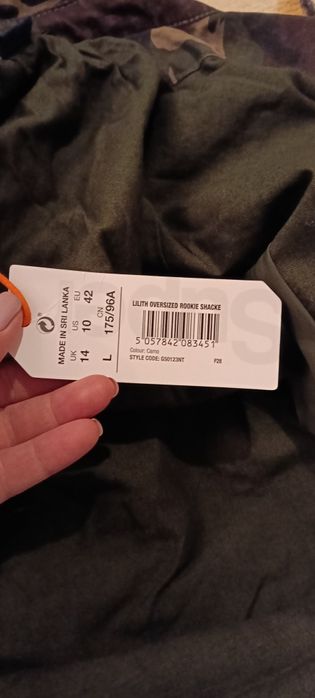 MADE IN SRI LANKA
UK US EU CN
14 10 42
L 175/96A
LILITH OVERSIZED ROOKIE SHACKE
5 057842 083451
Colour: Camo
STYLE CODE: G50123NT F28